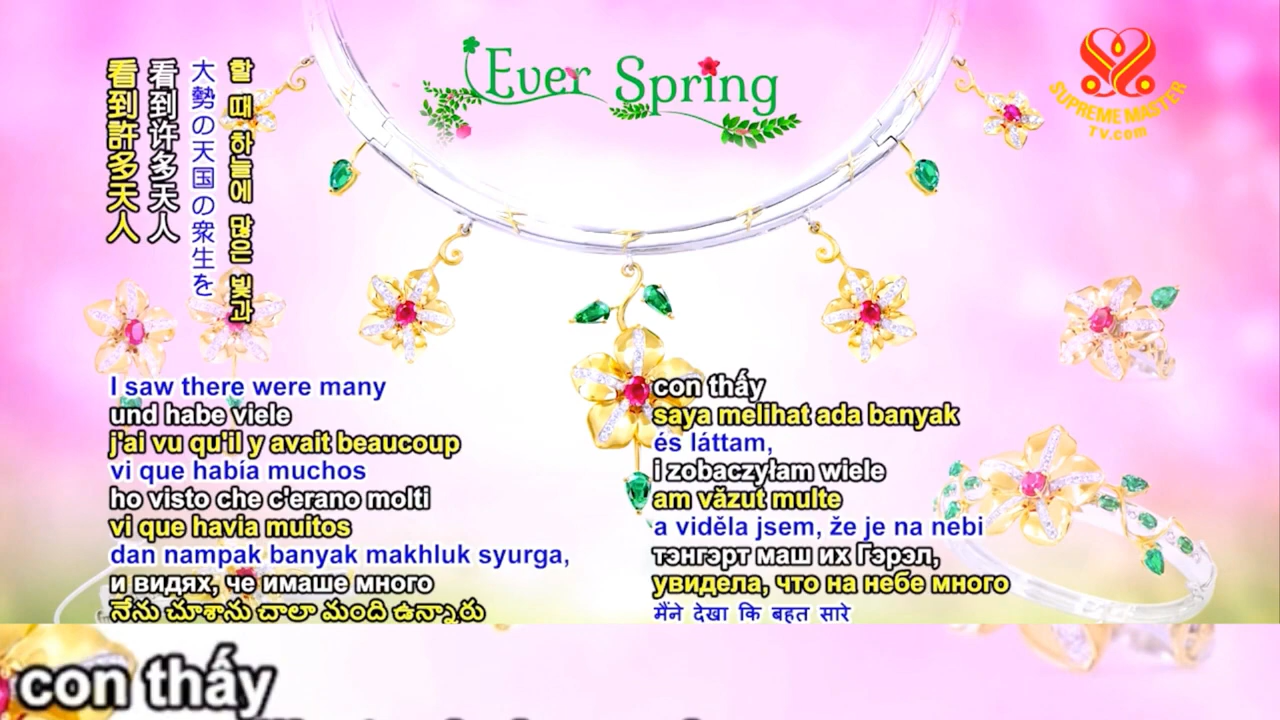 Ever Spring
SUPREME MASTER
TV.com
할 때 하늘에 많은 빛과
大勢の天国の衆生を
看到许多天人
看到許多天人
I saw there were many
und habe viele
j'ai vu qu'il y avait beaucoup
vi que había muchos
ho visto che c'erano molti
vi que havia muitos
dan nampak banyak makhluk syurga,
и видях, че имаше много
నేను చూశాను చాలా మంది ఉన్నారు
con thấy
saya melihat ada banyak
és láttam,
i zobaczyłam wiele
am văzut multe
a viděla jsem, že je na nebi
тэнгэрт маш их Гэрэл,
увидела, что на небе много
मैंने देखा कि बहुत सारे
con thấy